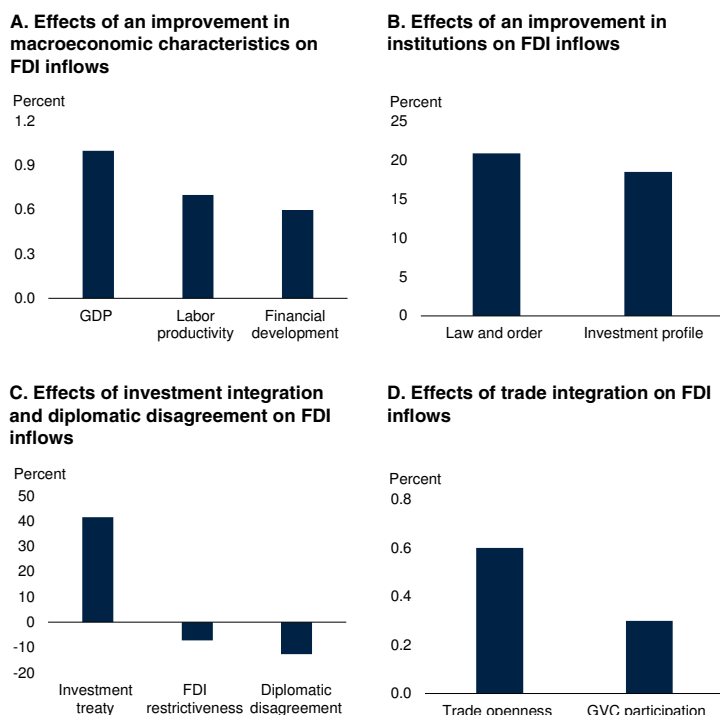 A. Effects of an improvement in
macroeconomic characteristics on
FDI inflows
Percent
1.2
0.9
0.6
0.3
0.0
GDP
Labor
productivity
Financial
development
B. Effects of an improvement in
institutions on FDI inflows
Percent
25
20
15
10
5
0
Law and order
Investment profile
C. Effects of investment integration
and diplomatic disagreement on FDI
inflows
Percent
50
40
30
20
10
0
-10
-20
Investment
treaty
FDI
restrictiveness
Diplomatic
disagreement
D. Effects of trade integration on FDI
inflows
Percent
0.8
0.6
0.4
0.2
0.0
Trade openness
GVC participation